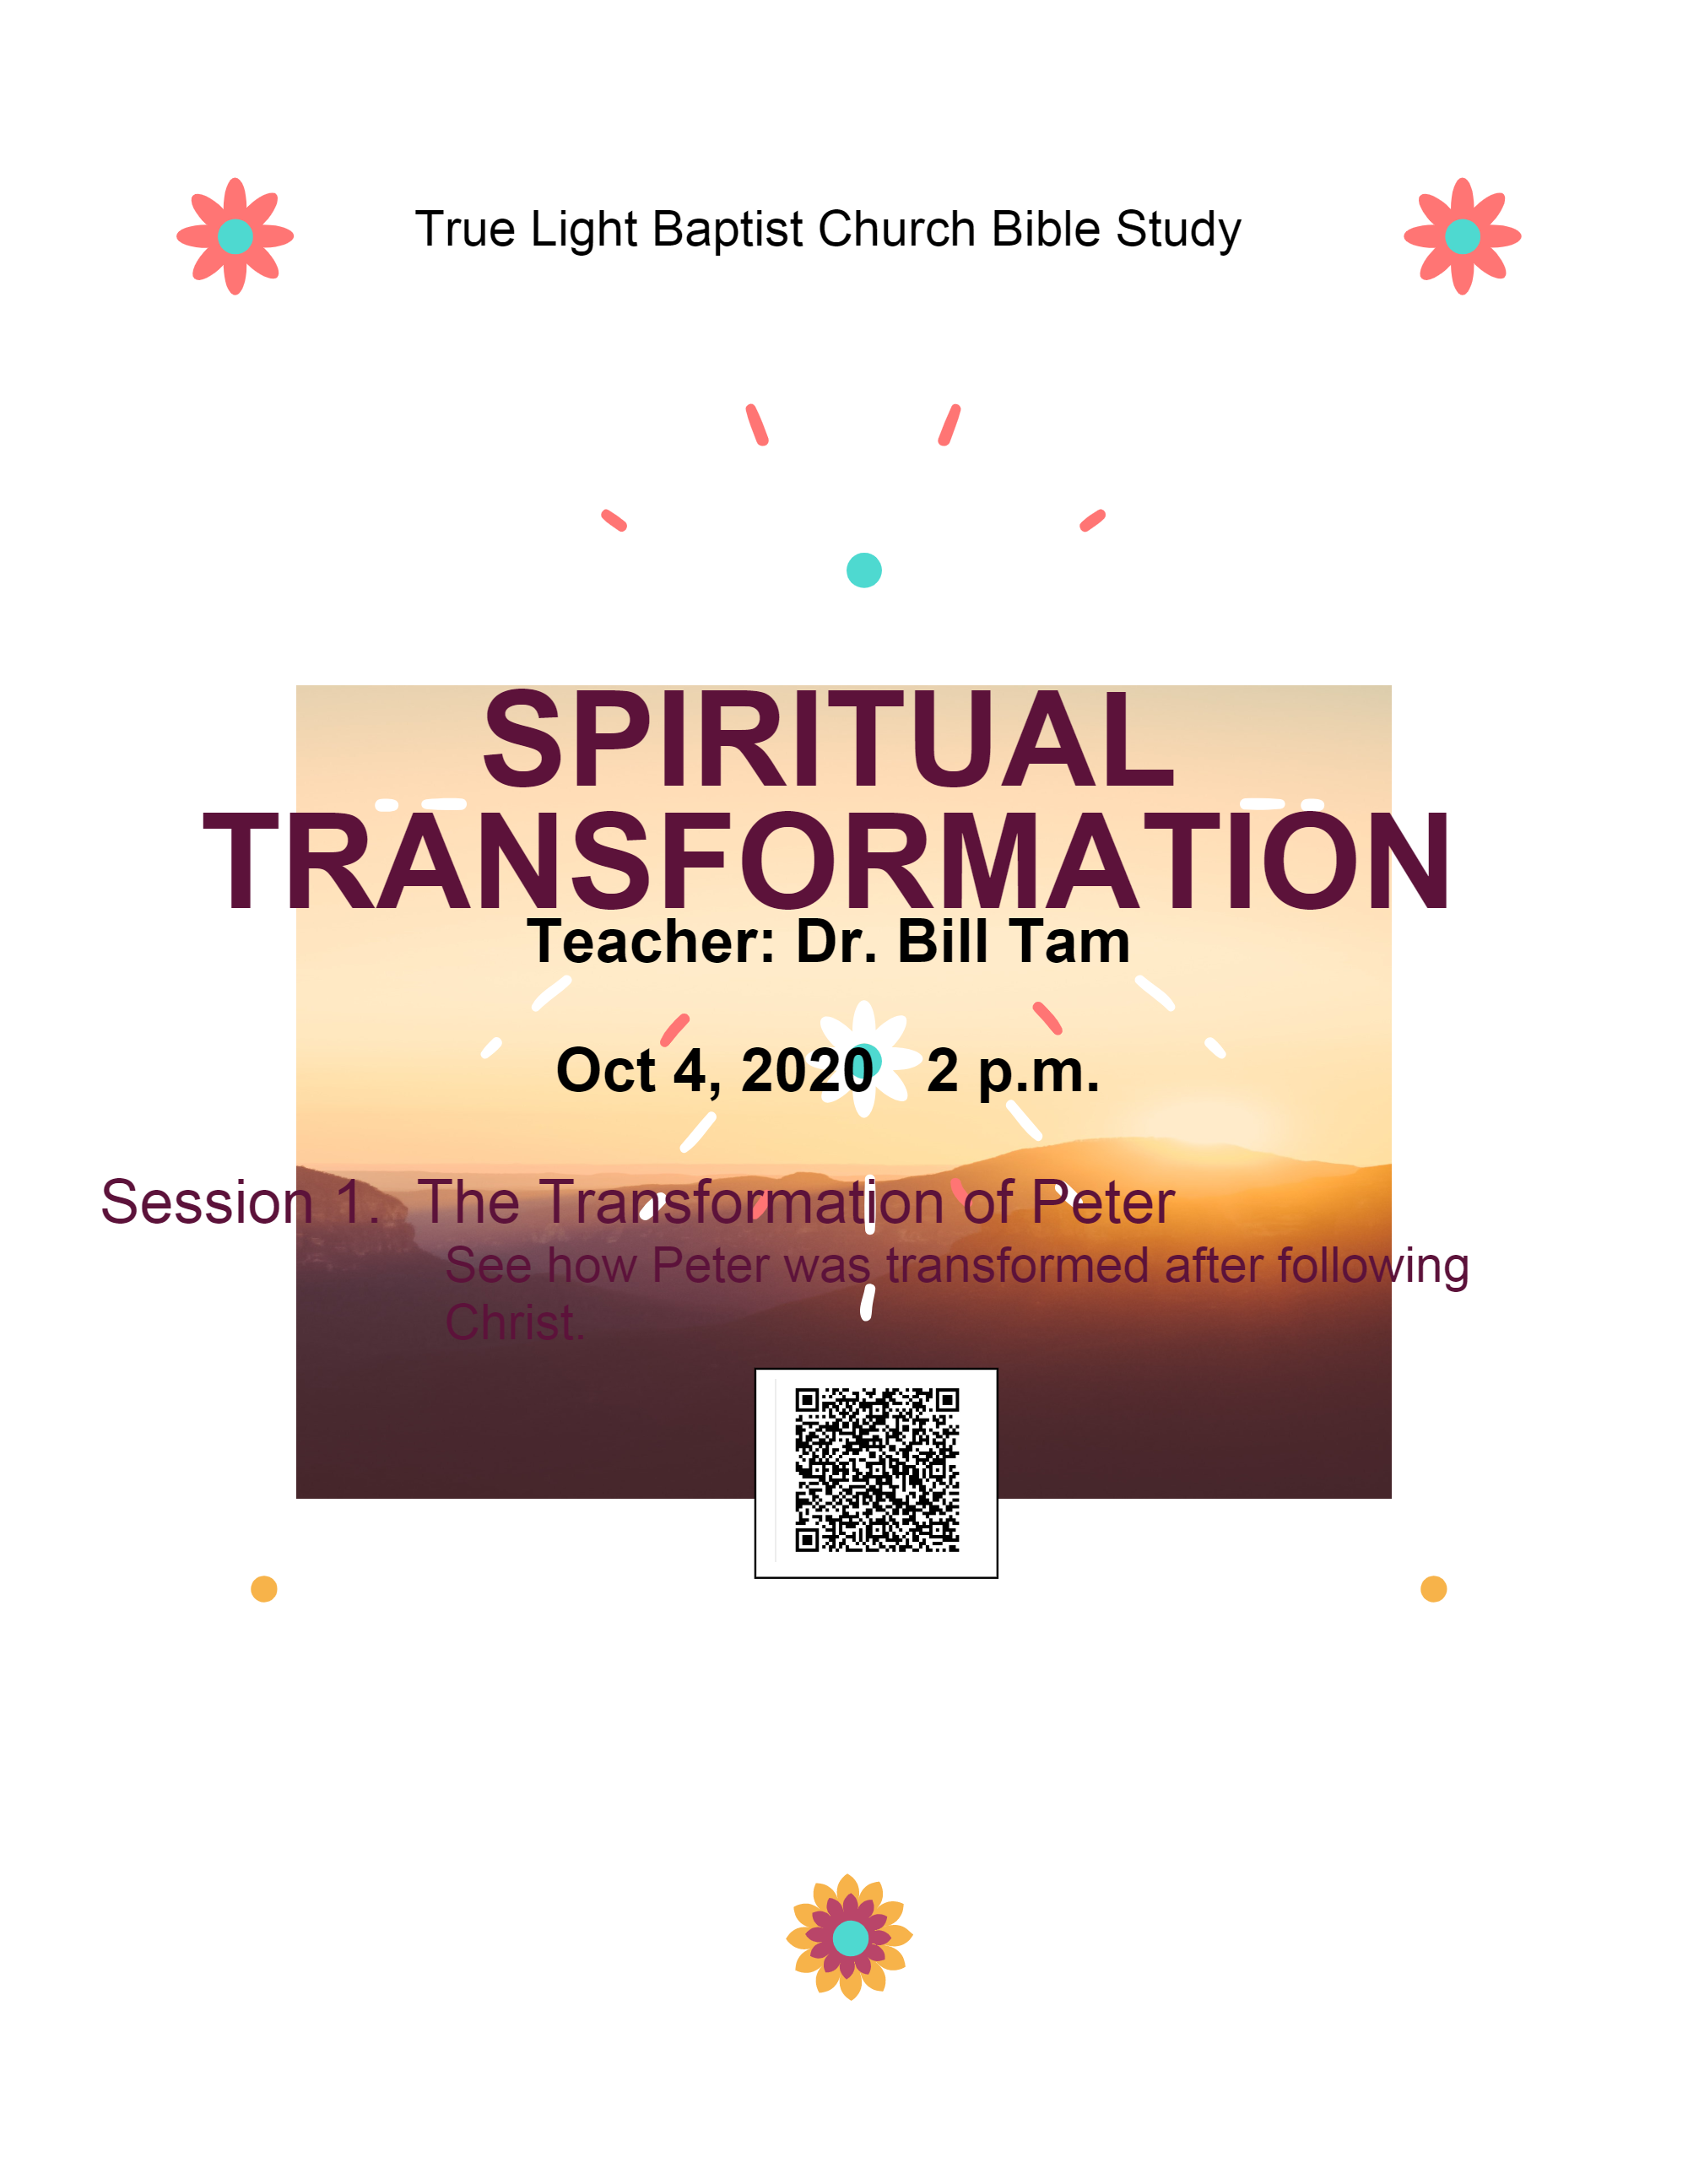 True Light Baptist Church Bible Study
SPIRITUAL
TRANSFORMATION
Teacher: Dr. Bill Tam
Oct 4, 2020   2 p.m.
Session 1.  The Transformation of Peter
See how Peter was transformed after following
Christ.